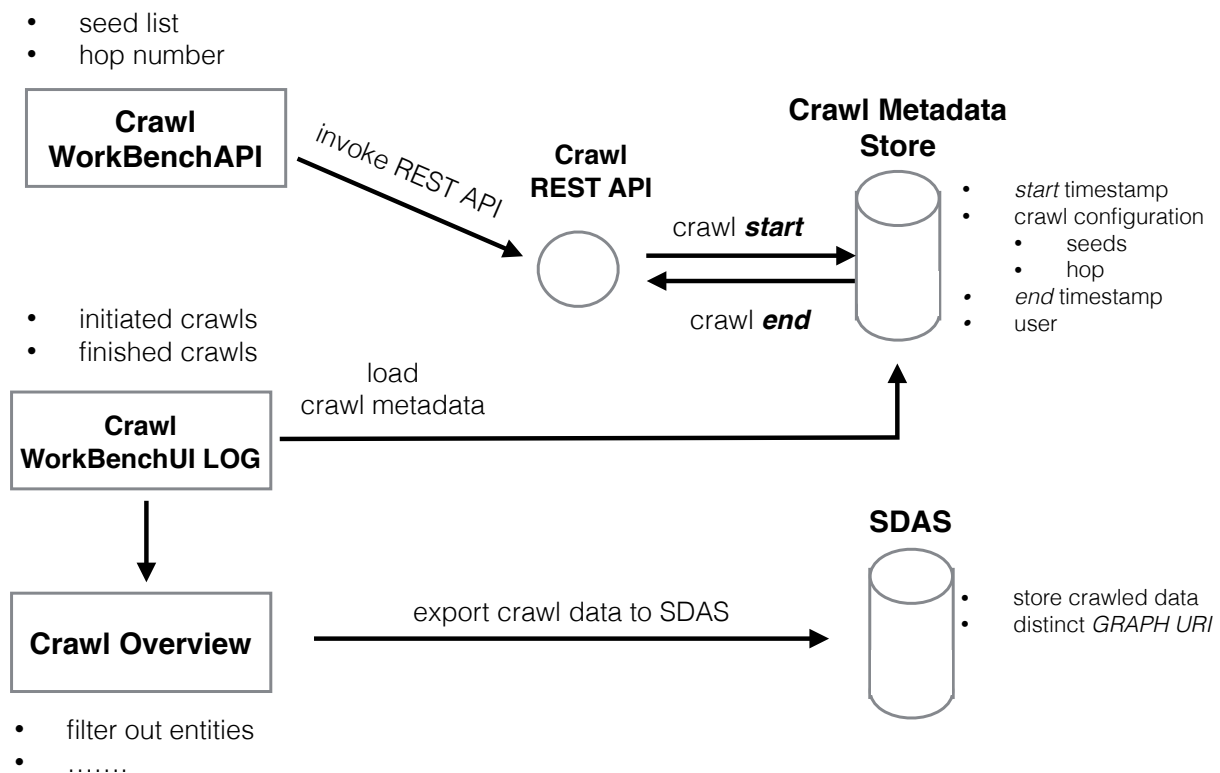 • seed list
• hop number
Crawl
WorkBenchAPI
invoke REST API
Crawl
REST API
Crawl Metadata
Store
crawl start
crawl end
• start timestamp
• crawl configuration
• seeds
• hop
• end timestamp
• user
• initiated crawls
• finished crawls
load
crawl metadata
Crawl
WorkBenchUI LOG
SDAS
Crawl Overview
export crawl data to SDAS
• store crawled data
• distinct GRAPH URI
• filter out entities
• .......